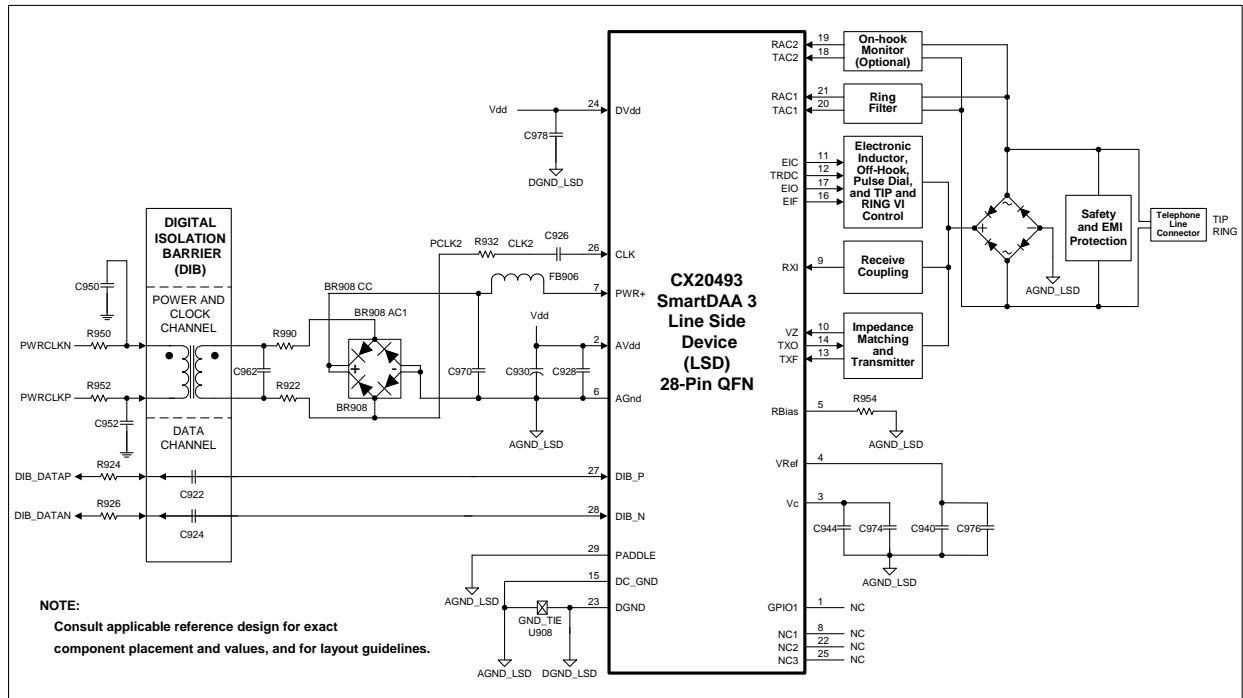 RAC2
19
TAC2
18
On-hook
Monitor
(Optional)
RAC1
21
TAC1
20
Ring
Filter
Vdd
24
DVdd
C978
DGND_LSD
EIC
11
TRDC
12
EIO
17
EIF
16
Electronic
Inductor,
Off-Hook,
Pulse Dial,
and TIP and
RING VI
Control
~
+
-
~
AGND_LSD
Safety
and EMI
Protection
Telephone
Line
Connector
TIP
RING
DIGITAL
ISOLATION
BARRIER
(DIB)
PCLK2
R932
CLK2
C926
26
CLK
FB906
7
PWR+
RXI
9
Receive
Coupling
CX20493
SmartDAA 3
Line Side
Device
(LSD)
28-Pin QFN
C950
POWER AND
CLOCK
CHANNEL
BR908 CC
BR908 AC1
Vdd
R950
PWRCLKN
R990
C962
R922
+
-
BR908
C970
C930
C928
2
AVdd
6
AGnd
AGND_LSD
VZ
10
TXO
14
TXF
13
Impedance
Matching
and
Transmitter
R952
PWRCLKP
C952
DATA
CHANNEL
RBias
5
R954
AGND_LSD
DIB_DATAP
R924
C922
27
DIB_P
VRef
4
DIB_DATAN
R926
C924
28
DIB_N
Vc
3
C944
C974
C940
C976
AGND_LSD
29
PADDLE
AGND_LSD
15
DC_GND
23
DGND
GND_TIE
U908
AGND_LSD
DGND_LSD
GPIO1
1
NC
NC1
8
NC
NC2
22
NC
NC3
25
NC
NOTE:
Consult applicable reference design for exact
component placement and values, and for layout guidelines.